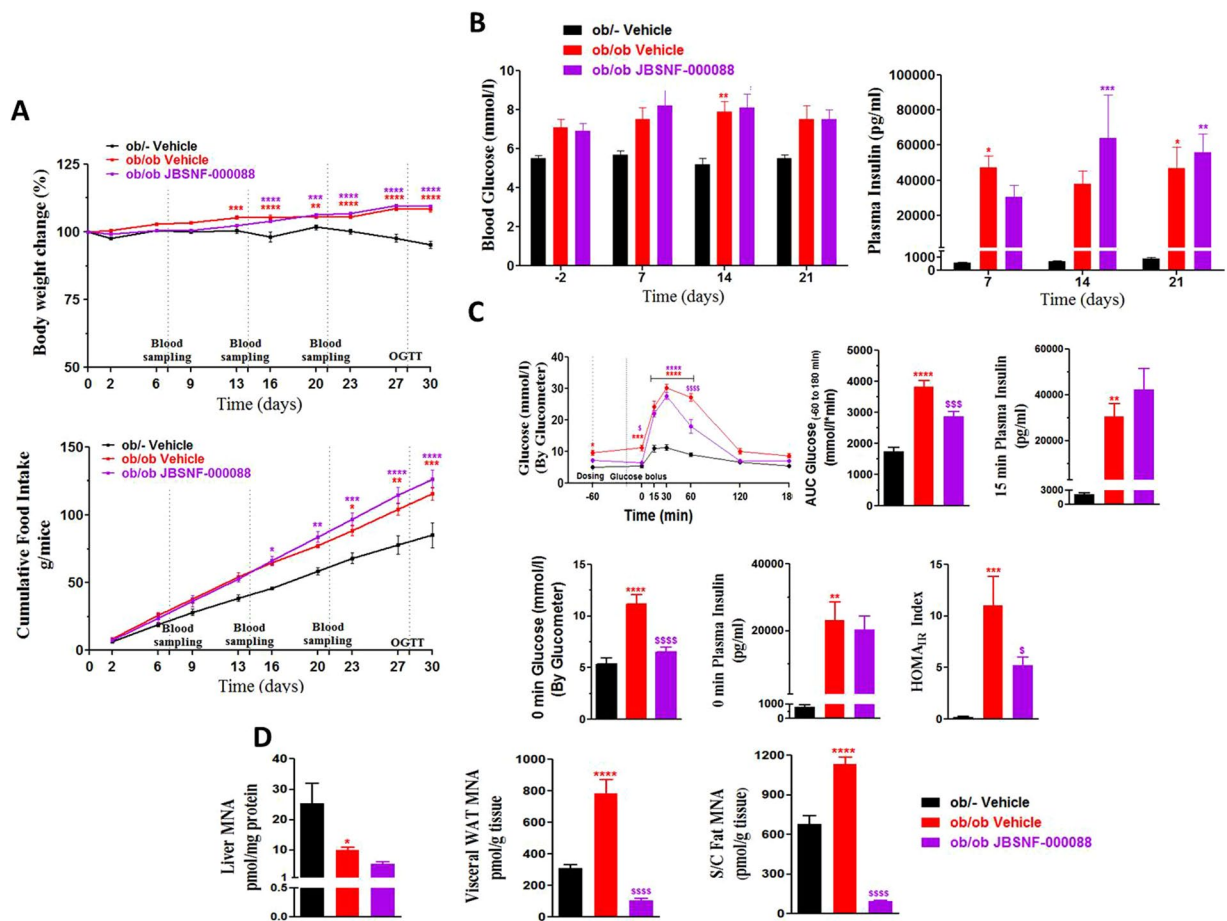 A
ob/- Vehicle
ob/ob Vehicle
ob/ob JBSNF-000088
Body weight change (%)
125
100
75
50
*** **** **** *** ** **** **** **** **** **** ****
Blood sampling
Blood sampling
Blood sampling
OGTT
0 2 6 9 13 16 20 23 27 30
Time (days)
Cumulative Food Intake
g/mice
150
100
50
0
ob/- Vehicle
ob/ob Vehicle
ob/ob JBSNF-000088
* ** *** * **** ** **** ***
Blood sampling
Blood sampling
Blood sampling
OGTT
0 2 6 9 13 16 20 23 27 30
Time (days)
B
ob/- Vehicle
ob/ob Vehicle
ob/ob JBSNF-000088
Blood Glucose (mmol/l)
10
8
6
4
2
0
**
-2 7 14 21
Time (days)
Plasma Insulin (pg/ml)
100000
80000
60000
40000
20000
1000
0
* *** * **
7 14 21
Time (days)
C
Glucose (mmol/l)
(By Glucometer)
40
30
20
10
0
* $ *** **** **** $$$$
Dosing
Glucose bolus
-60 0 15 30 60 120 18
Time (min)
AUC Glucose (-60 to 180 min)
(mmol/l*min)
5000
4000
3000
2000
1000
0
**** $$$
15 min Plasma Insulin
(pg/ml)
60000
40000
30000
3000
0
**
0 min Glucose (mmol/l)
(By Glucometer)
15
10
5
0
**** $$$$
0 min Plasma Insulin
(pg/ml)
40000
20000
1000
0
**
HOMAIR Index
15
10
5
0
*** $
D
Liver MNA
pmol/mg protein
40
30
20
10
1
0.5
0.0
*
Visceral WAT MNA
pmol/g tissue
1000
800
600
400
200
0
**** $$$$
S/C Fat MNA
(pmol/g tissue)
1200
900
600
300
0
**** $$$$
ob/- Vehicle
ob/ob Vehicle
ob/ob JBSNF-000088